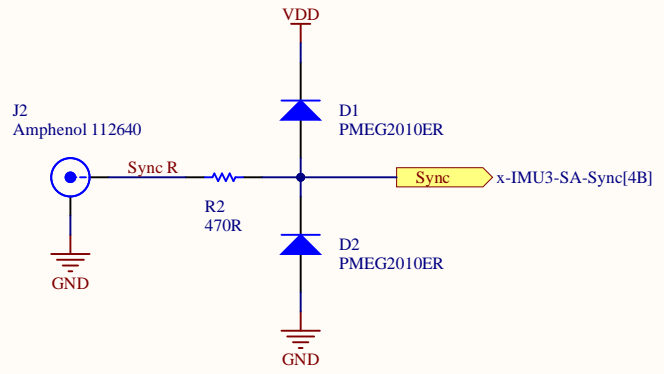 VDD
J2
Amphenol 112640
D1
PMEG2010ER
Sync R
Sync
x-IMU3-SA-Sync[4B]
R2
470R
D2
PMEG2010ER
GND
GND